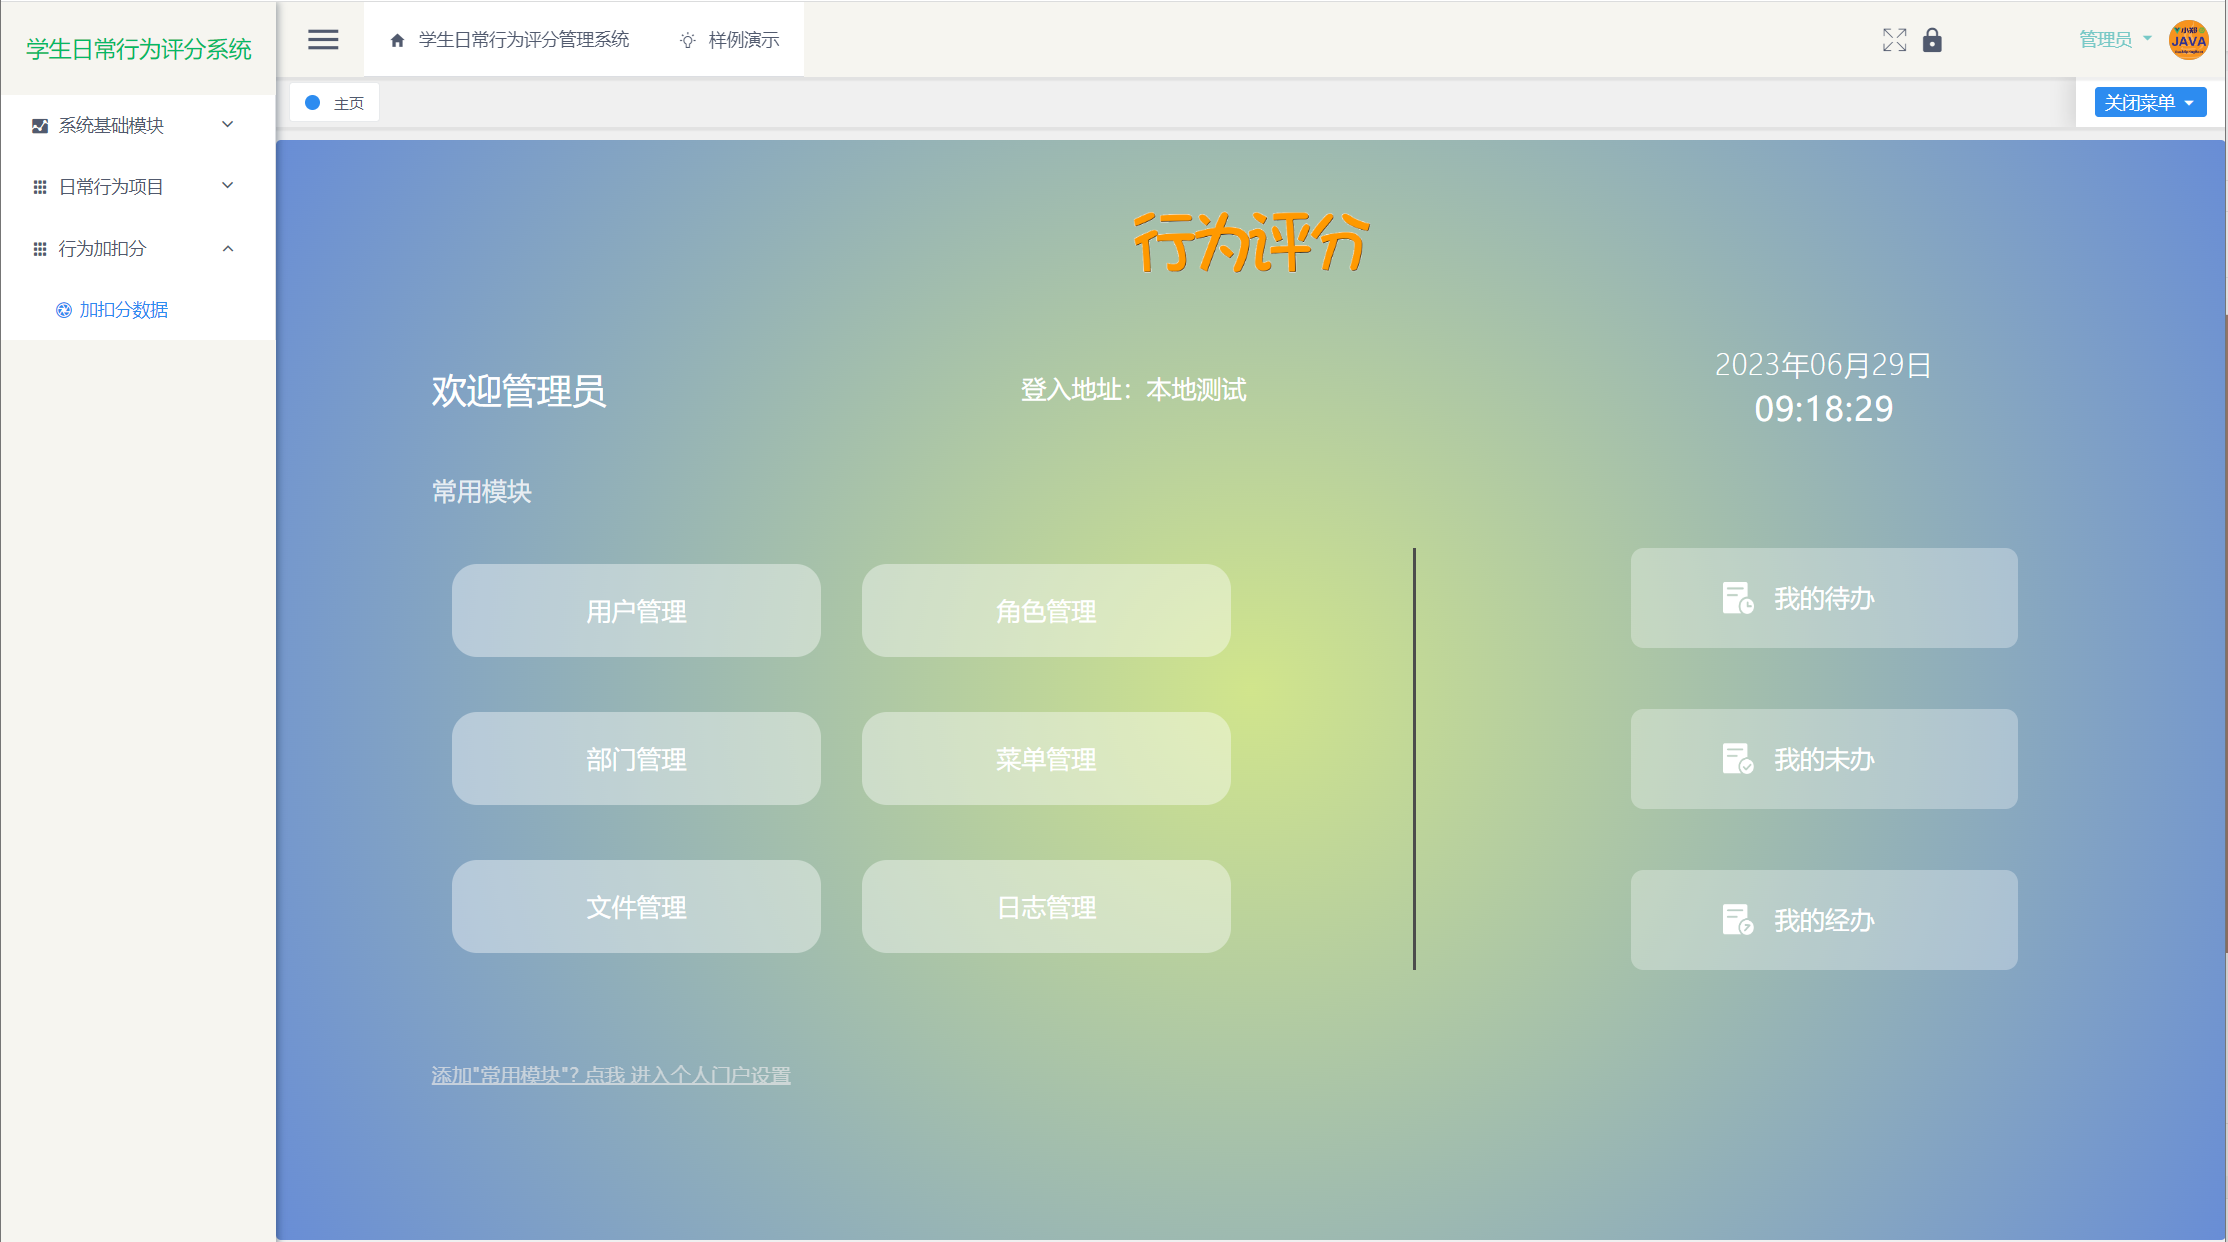 学生日常行为评分系统
学生日常行为评分管理系统
样例演示
管理员
小郑
JAVA
主页
关闭菜单
系统基础模块
日常行为项目
行为加扣分
加扣分数据
行为评分
欢迎管理员
登入地址：本地测试
2023年06月29日
09:18:29
常用模块
用户管理
角色管理
我的待办
部门管理
菜单管理
我的未办
文件管理
日志管理
我的经办
添加"常用模块"? 点我 进入个人门户设置